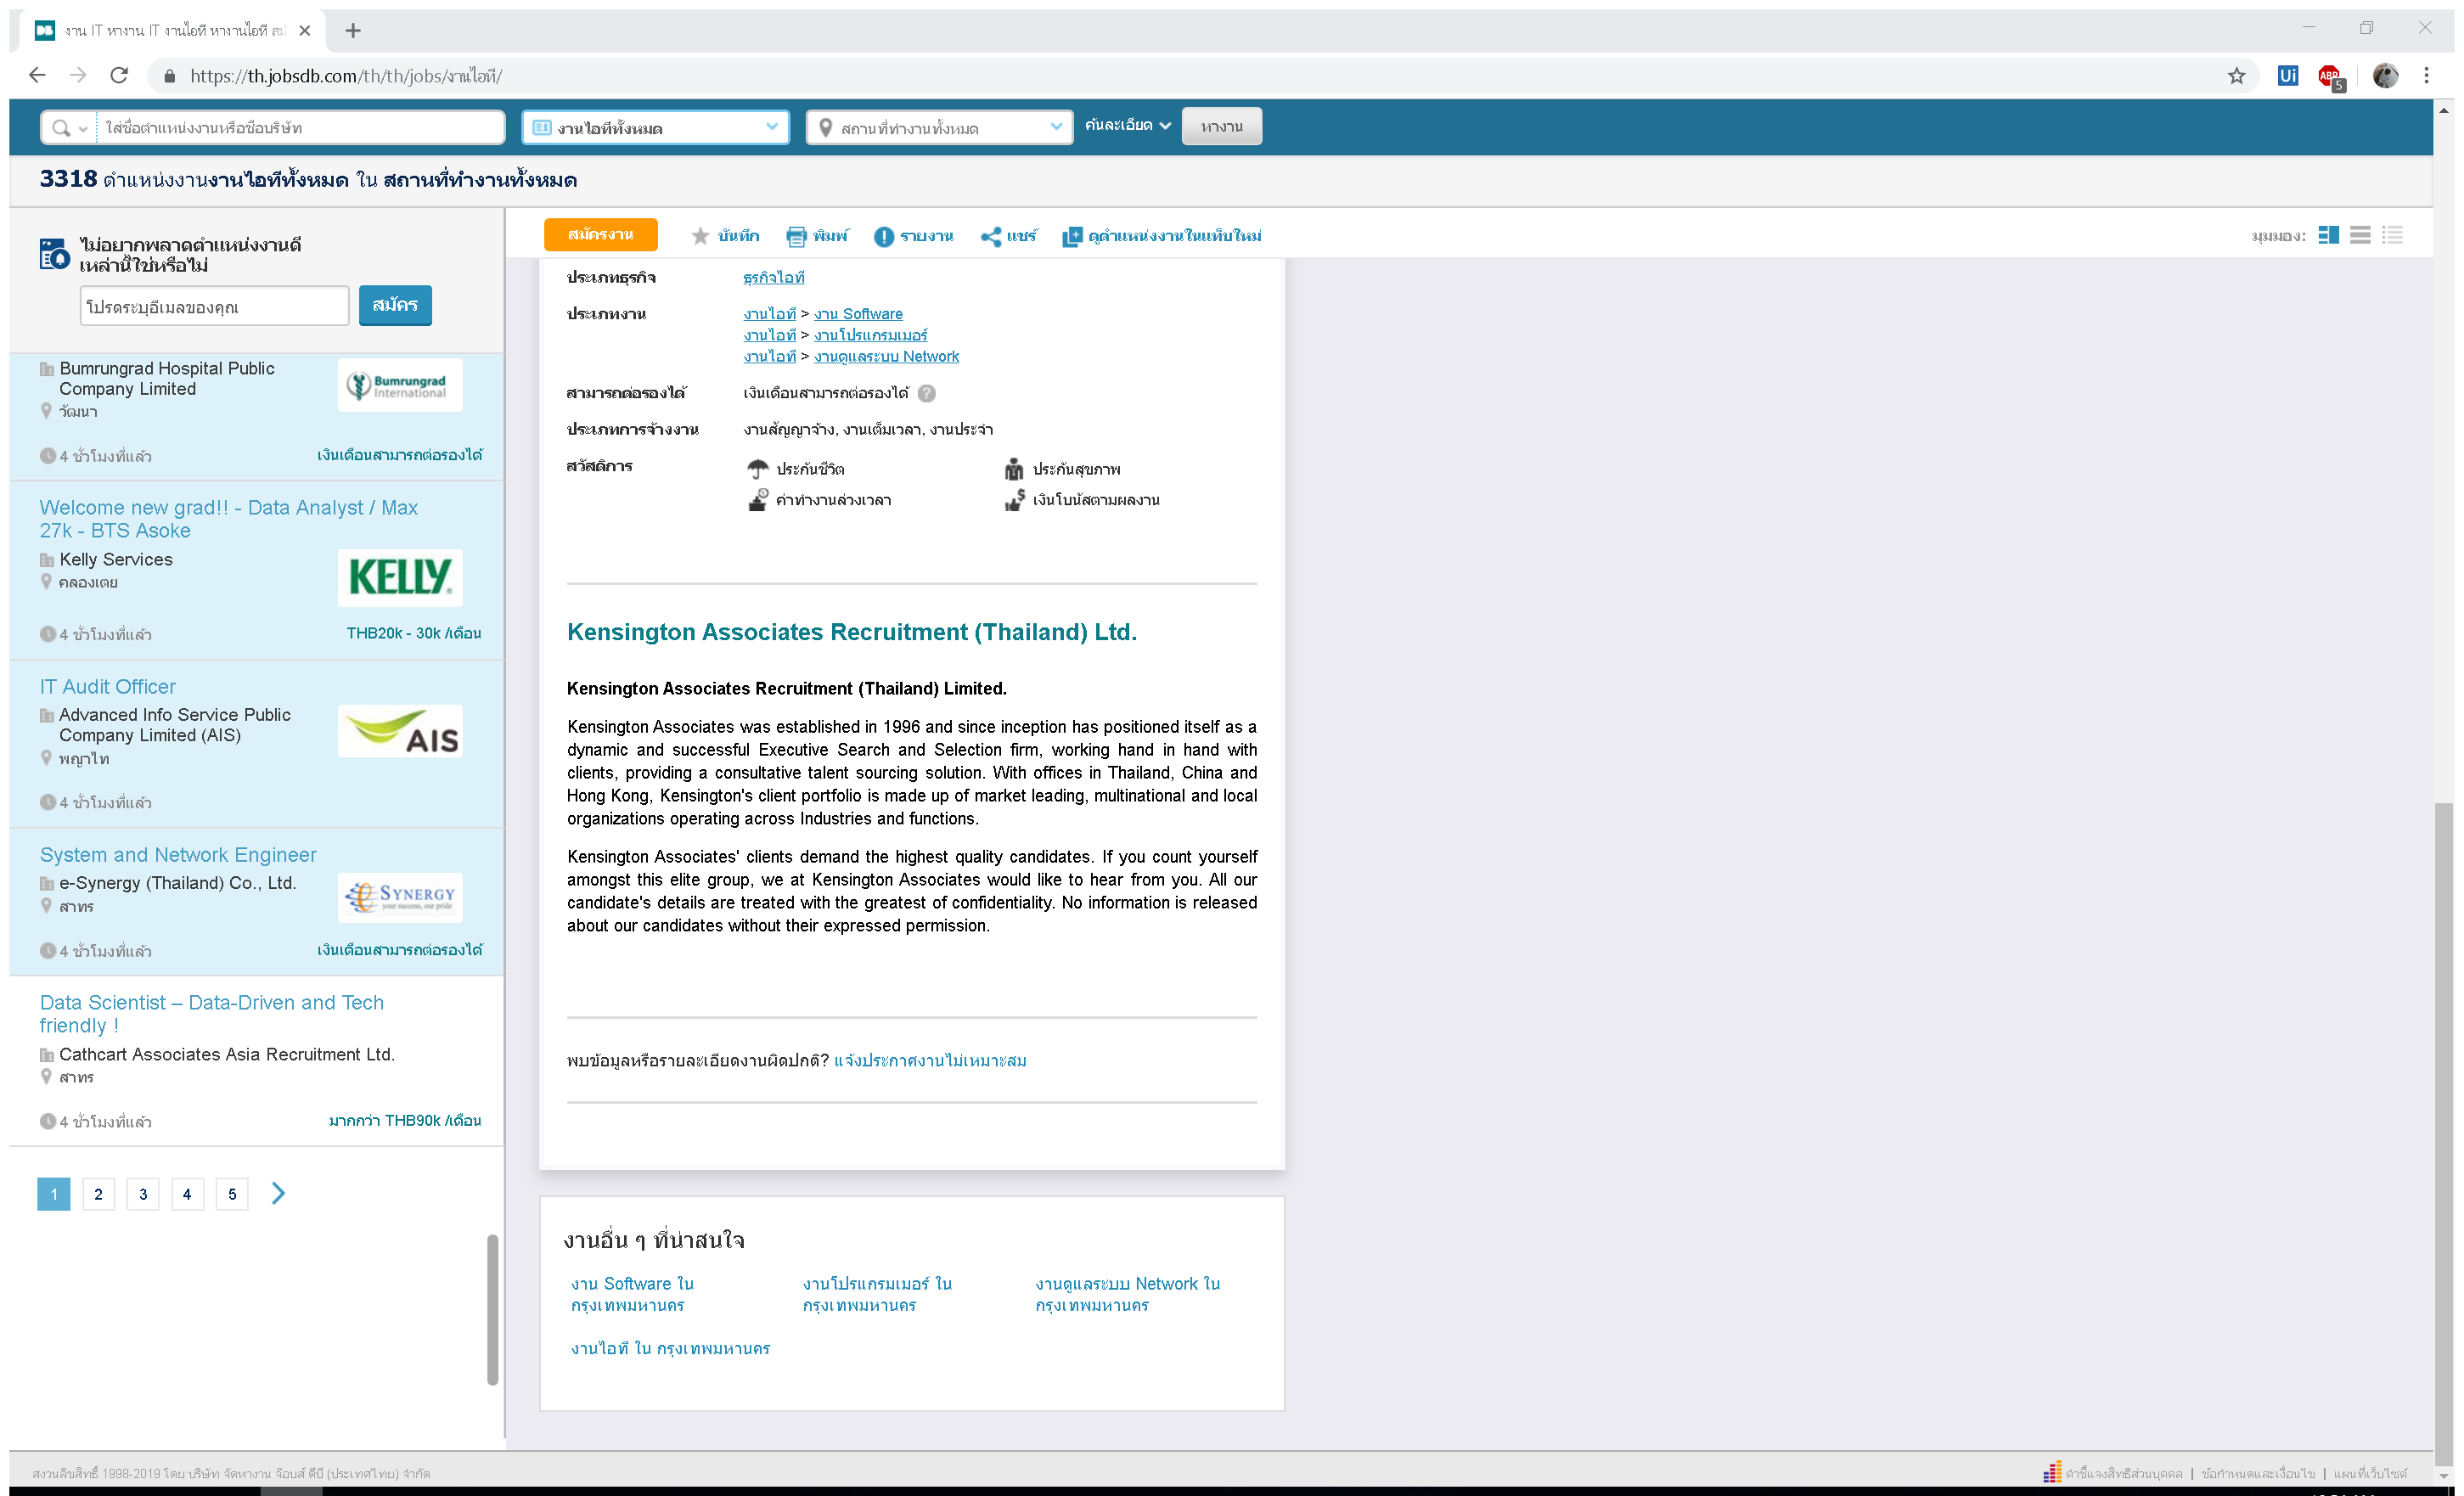 งาน IT หางาน IT งานไอที หางานไอที
https://th.jobsdb.com/th/th/jobs/งานไอที/
Ui
ABP
5
ใส่ชื่อตำแหน่งงานหรือชื่อบริษัท
งานไอทีทั้งหมด
สถานที่ทำงานทั้งหมด
ค้นละเอียด
หางาน
3318 ตำแหน่งงานงานไอทีทั้งหมด ใน สถานที่ทำงานทั้งหมด
ไม่อยากพลาดตำแหน่งงานดี
เหล่านี้ใช่หรือไม่
โปรดระบุอีเมลของคุณ
สมัคร
Bumrungrad Hospital Public
Company Limited
Bumrungrad
International
วัฒนา
4 ชั่วโมงที่แล้ว
เงินเดือนสามารถต่อรองได้
Welcome new grad!! - Data Analyst / Max
27k - BTS Asoke
Kelly Services
KELLY
คลองเตย
4 ชั่วโมงที่แล้ว
THB20k - 30k /เดือน
IT Audit Officer
Advanced Info Service Public
Company Limited (AIS)
AIS
พญาไท
4 ชั่วโมงที่แล้ว
System and Network Engineer
e-Synergy (Thailand) Co., Ltd.
SYNERGY
your success, our pride
สาทร
4 ชั่วโมงที่แล้ว
เงินเดือนสามารถต่อรองได้
Data Scientist – Data-Driven and Tech
friendly !
Cathcart Associates Asia Recruitment Ltd.
สาทร
4 ชั่วโมงที่แล้ว
มากกว่า THB90k /เดือน
1 2 3 4 5
สมัครงาน
บันทึก
พิมพ์
รายงาน
แชร์
ดูตำแหน่งงานในแท็บใหม่
มุมมอง:
ประเภทธุรกิจ
ธุรกิจไอที
ประเภทงาน
งานไอที > งาน Software
งานไอที > งานโปรแกรมเมอร์
งานไอที > งานดูแลระบบ Network
สามารถต่อรองได้
เงินเดือนสามารถต่อรองได้ ?
ประเภทการจ้างงาน
งานสัญญาจ้าง, งานเต็มเวลา, งานประจำ
สวัสดิการ
ประกันชีวิต
ประกันสุขภาพ
ค่าทำงานล่วงเวลา
เงินโบนัสตามผลงาน
Kensington Associates Recruitment (Thailand) Ltd.
Kensington Associates Recruitment (Thailand) Limited.
Kensington Associates was established in 1996 and since inception has positioned itself as a
dynamic and successful Executive Search and Selection firm, working hand in hand with
clients, providing a consultative talent sourcing solution. With offices in Thailand, China and
Hong Kong, Kensington's client portfolio is made up of market leading, multinational and local
organizations operating across Industries and functions.
Kensington Associates' clients demand the highest quality candidates. If you count yourself
amongst this elite group, we at Kensington Associates would like to hear from you. All our
candidate's details are treated with the greatest of confidentiality. No information is released
about our candidates without their expressed permission.
พบข้อมูลหรือรายละเอียดงานผิดปกติ? แจ้งประกาศงานไม่เหมาะสม
งานอื่น ๆ ที่น่าสนใจ
งาน Software ใน
กรุงเทพมหานคร
งานโปรแกรมเมอร์ ใน
กรุงเทพมหานคร
งานดูแลระบบ Network ใน
กรุงเทพมหานคร
งานไอที ใน กรุงเทพมหานคร
สงวนลิขสิทธิ์ 1998-2019 โดย บริษัท จัดหางาน จ๊อบส์ ดีบี (ประเทศไทย) จำกัด
คำชี้แจงสิทธิส่วนบุคคล | ข้อกำหนดและเงื่อนไข | แผนที่เว็บไซต์